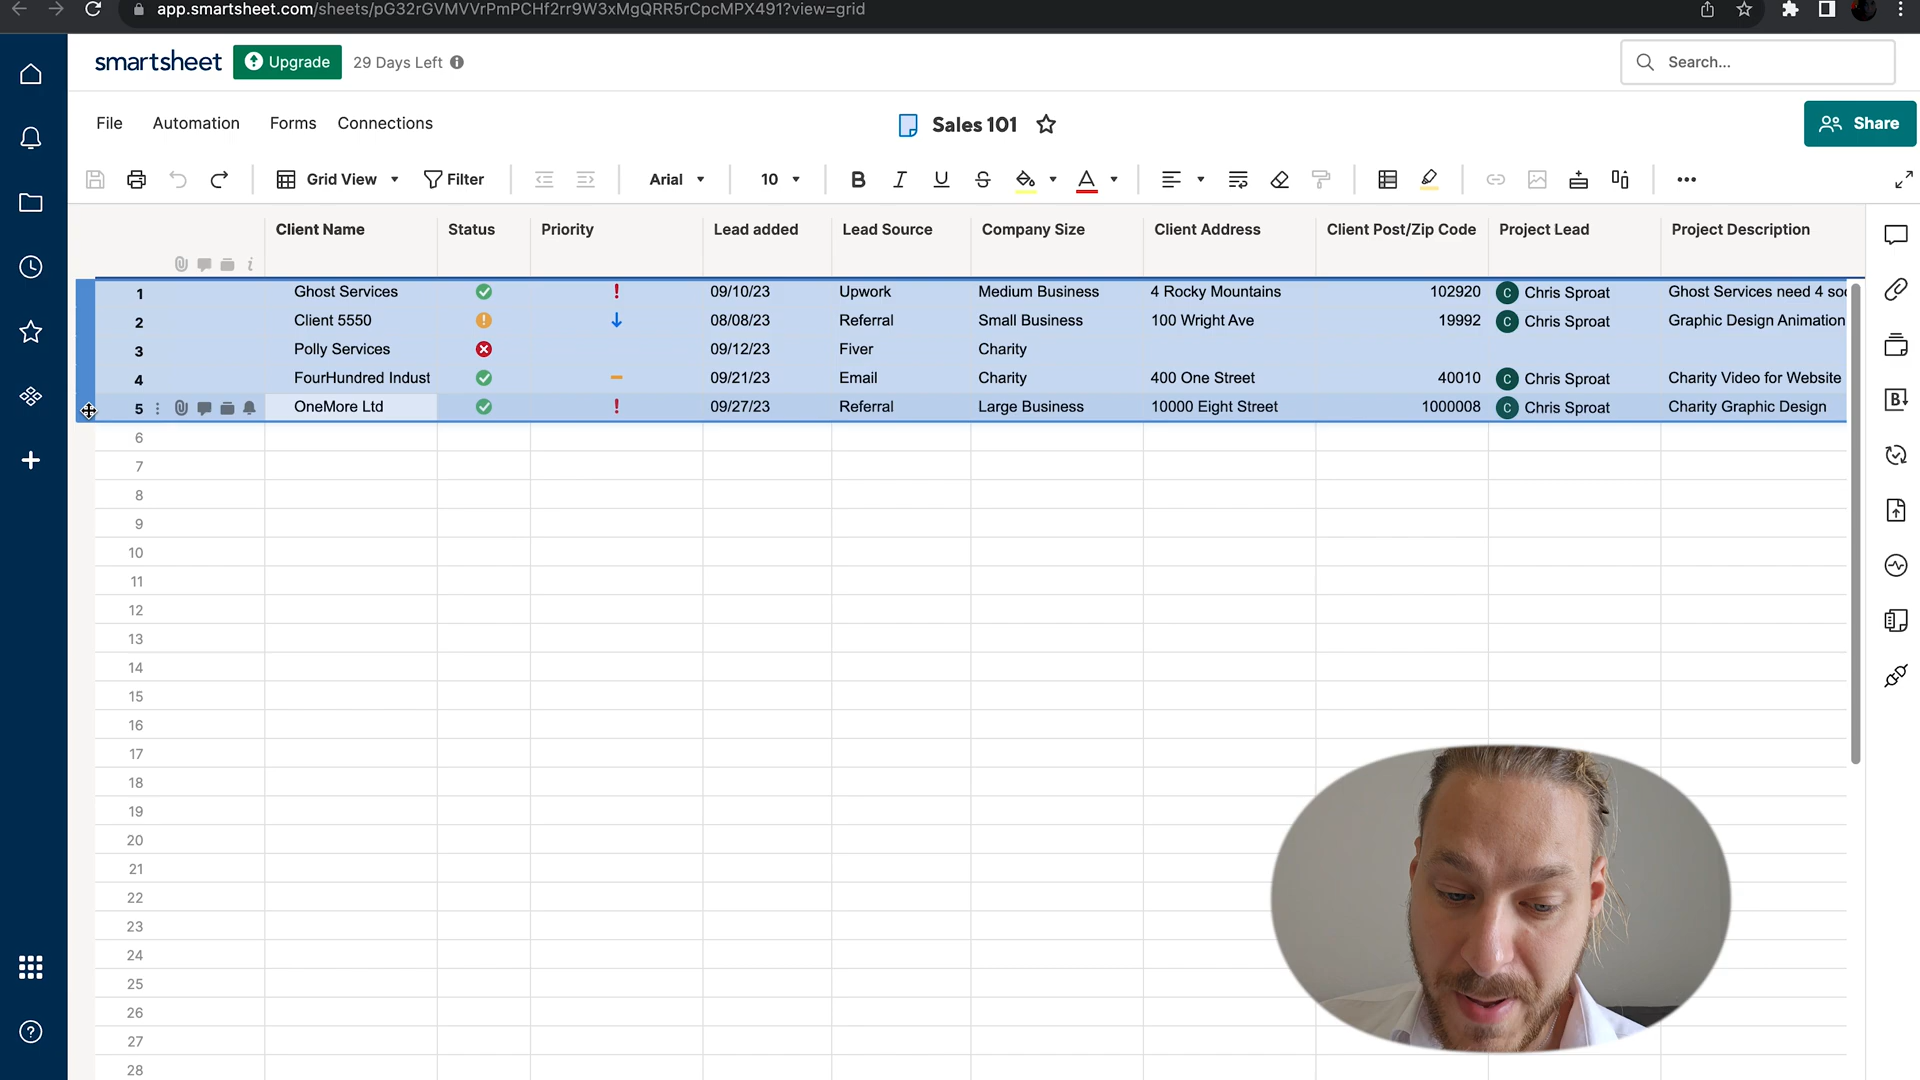 app.smartsheet.com/sheets/pG32rGVMVVrPmPCHf2rr9W3xMgQRR5rCpcMPX491?view=grid
smartsheet Upgrade 29 Days Left Search...
File Automation Forms Connections Sales 101 Share
Grid View Filter Arial 10 B I U S A
Client Name Status Priority Lead added Lead Source Company Size Client Address Client Post/Zip Code Project Lead Project Description
1 Ghost Services ! 09/10/23 Upwork Medium Business 4 Rocky Mountains 102920 C Chris Sproat Ghost Services need 4 so
2 Client 5550 08/08/23 Referral Small Business 100 Wright Ave 19992 C Chris Sproat Graphic Design Animation
3 Polly Services 09/12/23 Fiver Charity
4 FourHundred Indust 09/21/23 Email Charity 400 One Street 40010 C Chris Sproat Charity Video for Website
5 OneMore Ltd ! 09/27/23 Referral Large Business 10000 Eight Street 1000008 C Chris Sproat Charity Graphic Design
6
7
8
9
10
11
12
13
14
15
16
17
18
19
20
21
22
23
24
25
26
27
28